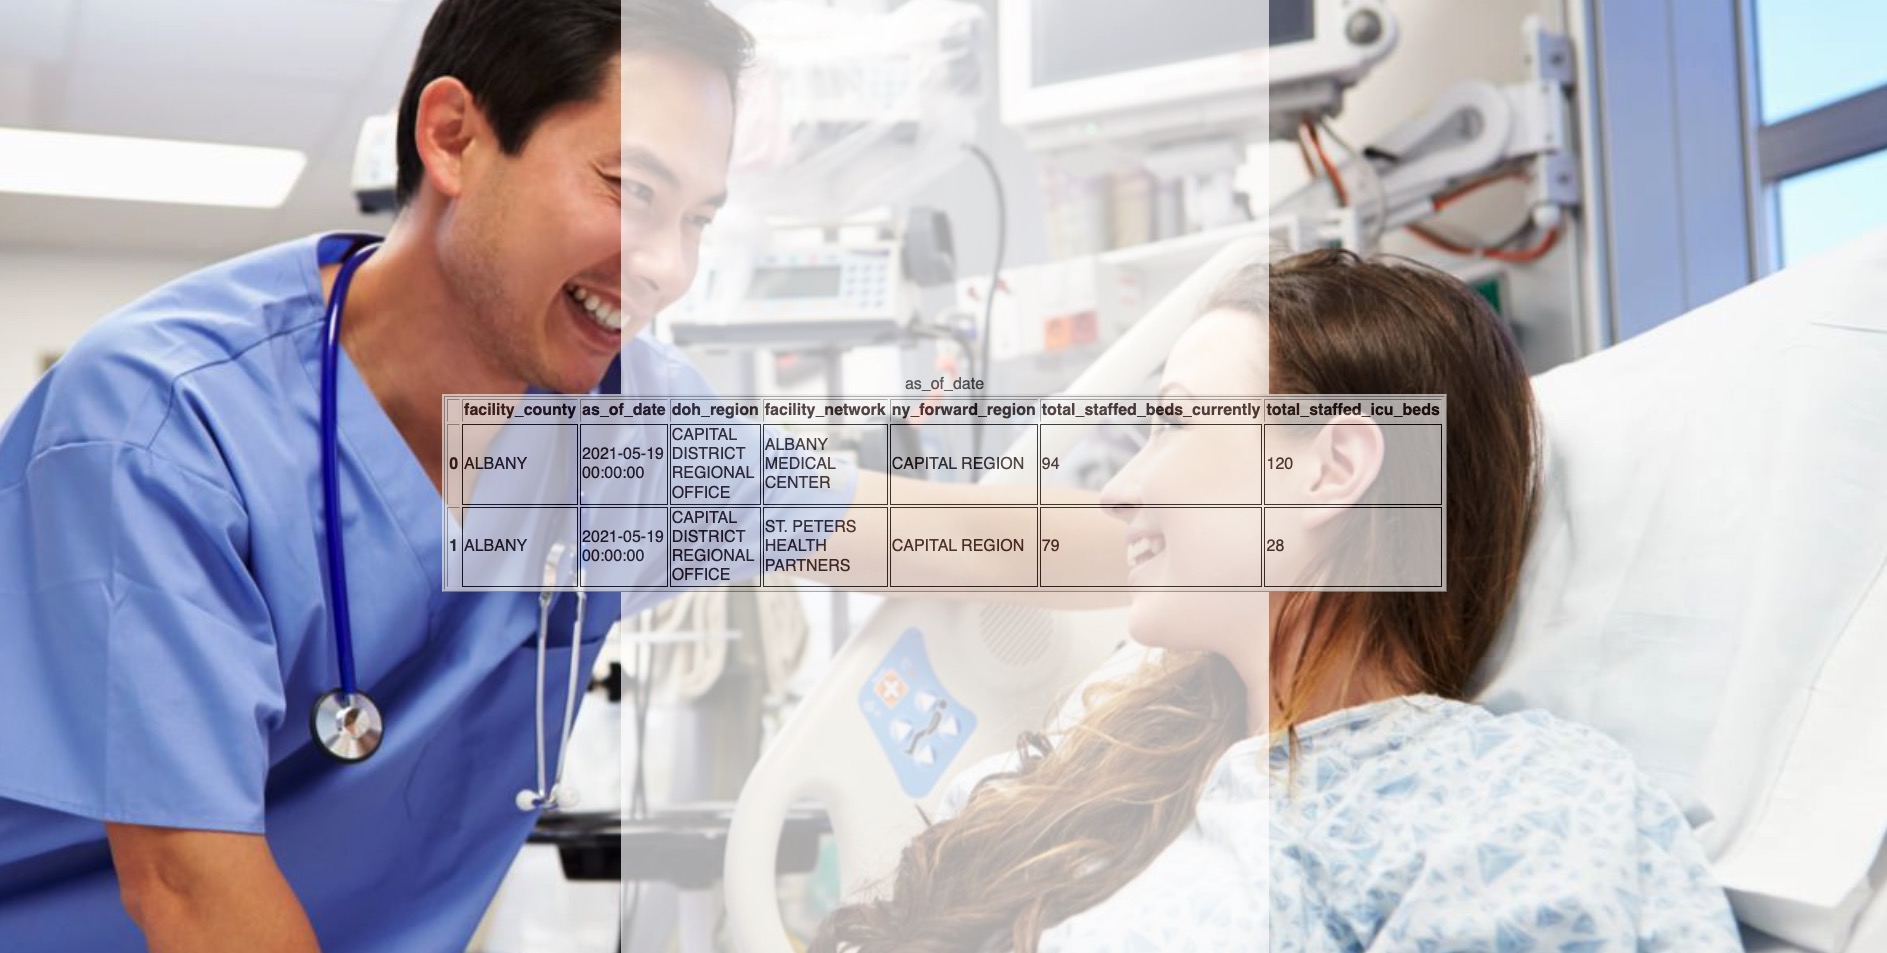 as_of_date
facility_county as_of_date doh_region facility_network ny_forward_region total_staffed_beds_currently total_staffed_icu_beds
0 ALBANY 2021-05-19 00:00:00 CAPITAL DISTRICT REGIONAL OFFICE ALBANY MEDICAL CENTER CAPITAL REGION 94 120
1 ALBANY 2021-05-19 00:00:00 CAPITAL DISTRICT REGIONAL OFFICE ST. PETERS HEALTH PARTNERS CAPITAL REGION 79 28